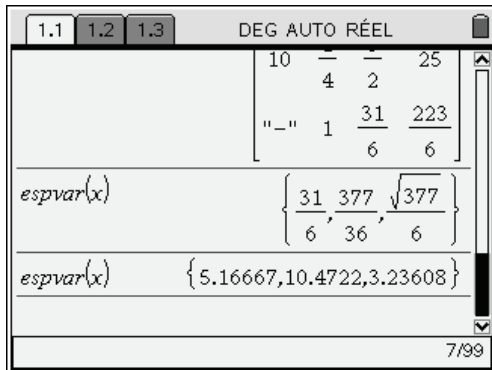 1.1 1.2 1.3 DEG AUTO RÉEL
10 4 2 25
"-" 1 31/6 223/6
espvar(x) {31/6, 377/36, √377/6}
espvar(x) {5.16667,10.4722,3.23608}
7/99